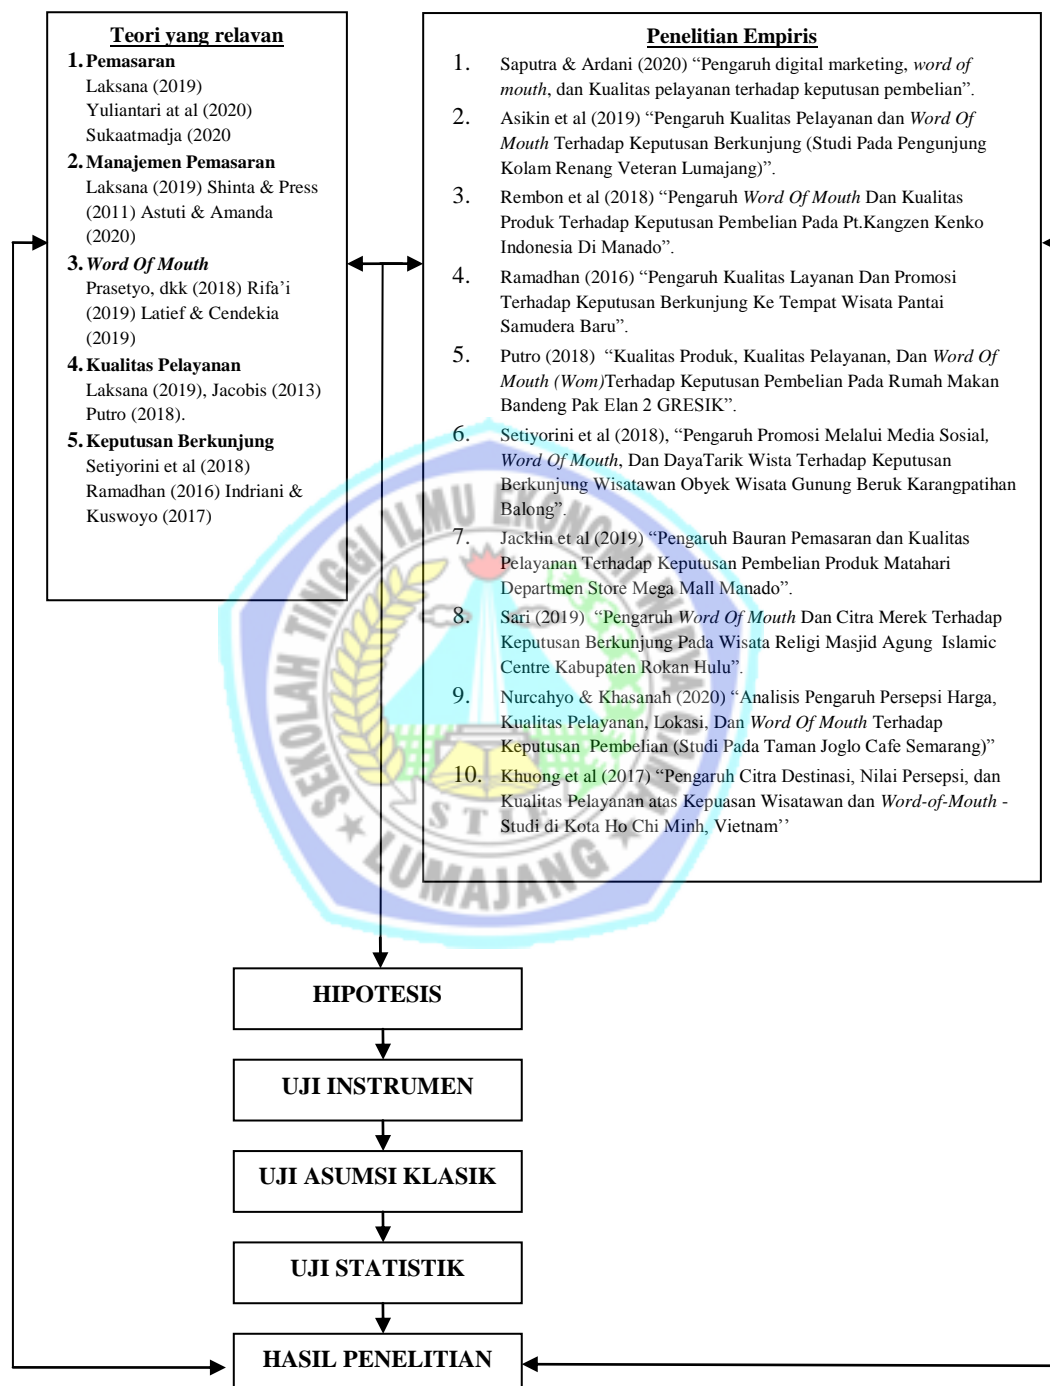 Teori yang relavan
1. Pemasaran
Laksana (2019)
Yuliantari at al (2020)
Sukaatmadja (2020
2. Manajemen Pemasaran
Laksana (2019) Shinta & Press
(2011) Astuti & Amanda
(2020)
3. Word Of Mouth
Prasetyo, dkk (2018) Rifa’i
(2019) Latief & Cendekia
(2019)
4. Kualitas Pelayanan
Laksana (2019), Jacobis (2013)
Putro (2018).
5. Keputusan Berkunjung
Setiyorini et al (2018)
Ramadhan (2016) Indriani &
Kuswoyo (2017)
Penelitian Empiris
1. Saputra & Ardani (2020) “Pengaruh digital marketing, word of
mouth, dan Kualitas pelayanan terhadap keputusan pembelian”.
2. Asikin et al (2019) “Pengaruh Kualitas Pelayanan dan Word Of
Mouth Terhadap Keputusan Berkunjung (Studi Pada Pengunjung
Kolam Renang Veteran Lumajang)”.
3. Rembon et al (2018) “Pengaruh Word Of Mouth Dan Kualitas
Produk Terhadap Keputusan Pembelian Pada Pt.Kangzen Kenko
Indonesia Di Manado”.
4. Ramadhan (2016) “Pengaruh Kualitas Layanan Dan Promosi
Terhadap Keputusan Berkunjung Ke Tempat Wisata Pantai
Samudera Baru”.
5. Putro (2018) “Kualitas Produk, Kualitas Pelayanan, Dan Word Of
Mouth (Wom)Terhadap Keputusan Pembelian Pada Rumah Makan
Bandeng Pak Elan 2 GRESIK”.
6. Setiyorini et al (2018), “Pengaruh Promosi Melalui Media Sosial,
Word Of Mouth, Dan DayaTarik Wista Terhadap Keputusan
Berkunjung Wisatawan Obyek Wisata Gunung Beruk Karangpatihan
Balong”.
7. Jacklin et al (2019) “Pengaruh Bauran Pemasaran dan Kualitas
Pelayanan Terhadap Keputusan Pembelian Produk Matahari
Departmen Store Mega Mall Manado”.
8. Sari (2019) “Pengaruh Word Of Mouth Dan Citra Merek Terhadap
Keputusan Berkunjung Pada Wisata Religi Masjid Agung Islamic
Centre Kabupaten Rokan Hulu”.
9. Nurcahyo & Khasanah (2020) “Analisis Pengaruh Persepsi Harga,
Kualitas Pelayanan, Lokasi, Dan Word Of Mouth Terhadap
Keputusan Pembelian (Studi Pada Taman Joglo Cafe Semarang)”
10. Khuong et al (2017) “Pengaruh Citra Destinasi, Nilai Persepsi, dan
Kualitas Pelayanan atas Kepuasan Wisatawan dan Word-of-Mouth -
Studi di Kota Ho Chi Minh, Vietnam’’
SEKOLAH TINGGI ILMU EKONOMI WIDYA GAMA
STIE
LUMAJANG
HIPOTESIS
UJI INSTRUMEN
UJI ASUMSI KLASIK
UJI STATISTIK
HASIL PENELITIAN